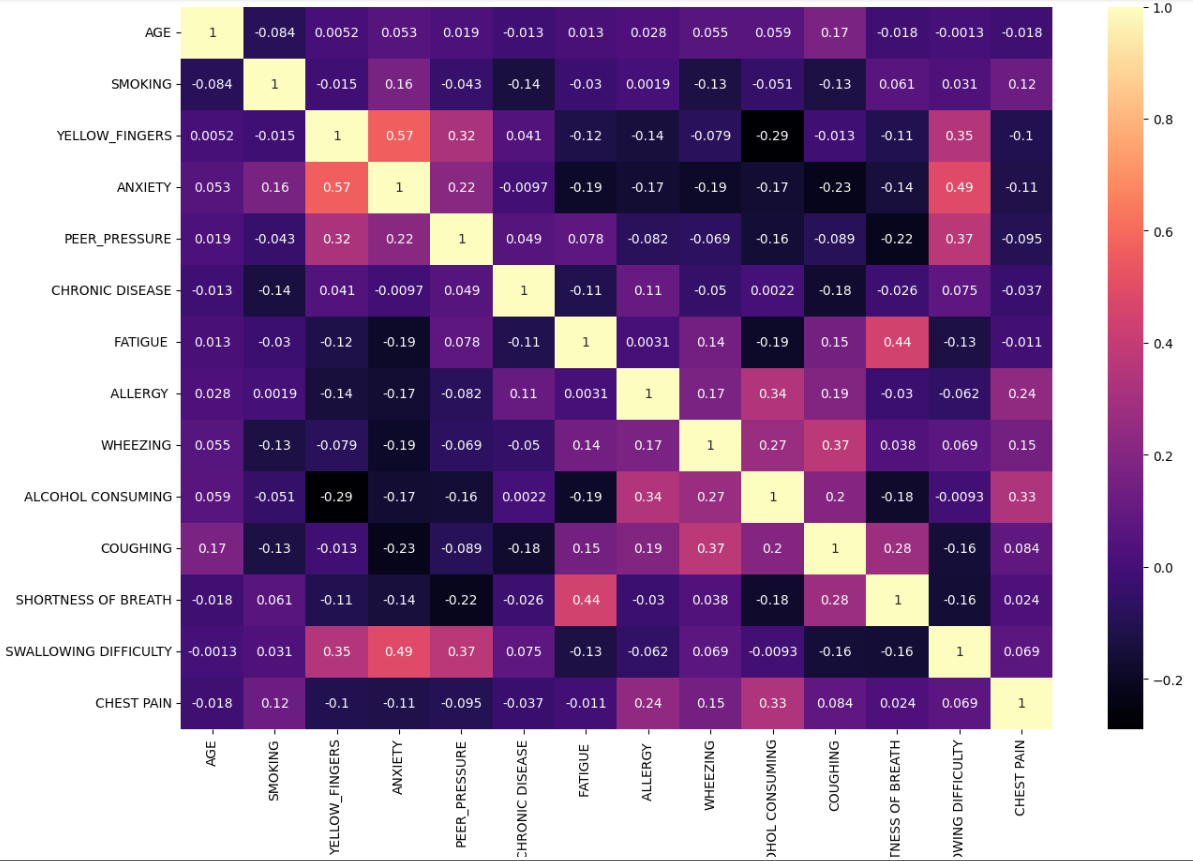 AGE 1 -0.084 0.0052 0.053 0.019 -0.013 0.013 0.028 0.055 0.059 0.17 -0.018 -0.0013 -0.018
SMOKING -0.084 1 -0.015 0.16 -0.043 -0.14 -0.03 0.0019 -0.13 -0.051 -0.13 0.061 0.031 0.12
YELLOW_FINGERS 0.0052 -0.015 1 0.57 0.32 0.041 -0.12 -0.14 -0.079 -0.29 -0.013 -0.11 0.35 -0.1
ANXIETY 0.053 0.16 0.57 1 0.22 -0.0097 -0.19 -0.17 -0.19 -0.17 -0.23 -0.14 0.49 -0.11
PEER_PRESSURE 0.019 -0.043 0.32 0.22 1 0.049 0.078 -0.082 -0.069 -0.16 -0.089 -0.22 0.37 -0.095
CHRONIC DISEASE -0.013 -0.14 0.041 -0.0097 0.049 1 -0.11 0.11 -0.05 0.0022 -0.18 -0.026 0.075 -0.037
FATIGUE 0.013 -0.03 -0.12 -0.19 0.078 -0.11 1 0.0031 0.14 -0.19 0.15 0.44 -0.13 -0.011
ALLERGY 0.028 0.0019 -0.14 -0.17 -0.082 0.11 0.0031 1 0.17 0.34 0.19 -0.03 -0.062 0.24
WHEEZING 0.055 -0.13 -0.079 -0.19 -0.069 -0.05 0.14 0.17 1 0.27 0.37 0.038 0.069 0.15
ALCOHOL CONSUMING 0.059 -0.051 -0.29 -0.17 -0.16 0.0022 -0.19 0.34 0.27 1 0.2 -0.18 -0.0093 0.33
COUGHING 0.17 -0.13 -0.013 -0.23 -0.089 -0.18 0.15 0.19 0.37 0.2 1 0.28 -0.16 0.084
SHORTNESS OF BREATH -0.018 0.061 -0.11 -0.14 -0.22 -0.026 0.44 -0.03 0.038 -0.18 0.28 1 -0.16 0.024
SWALLOWING DIFFICULTY -0.0013 0.031 0.35 0.49 0.37 0.075 -0.13 -0.062 0.069 -0.0093 -0.16 -0.16 1 0.069
CHEST PAIN -0.018 0.12 -0.1 -0.11 -0.095 -0.037 -0.011 0.24 0.15 0.33 0.084 0.024 0.069 1
AGE
SMOKING
YELLOW_FINGERS
ANXIETY
PEER_PRESSURE
CHRONIC DISEASE
FATIGUE
ALLERGY
WHEEZING
OHOL CONSUMING
COUGHING
TNESS OF BREATH
OWING DIFFICULTY
CHEST PAIN
1.0
0.8
0.6
0.4
0.2
0.0
−0.2